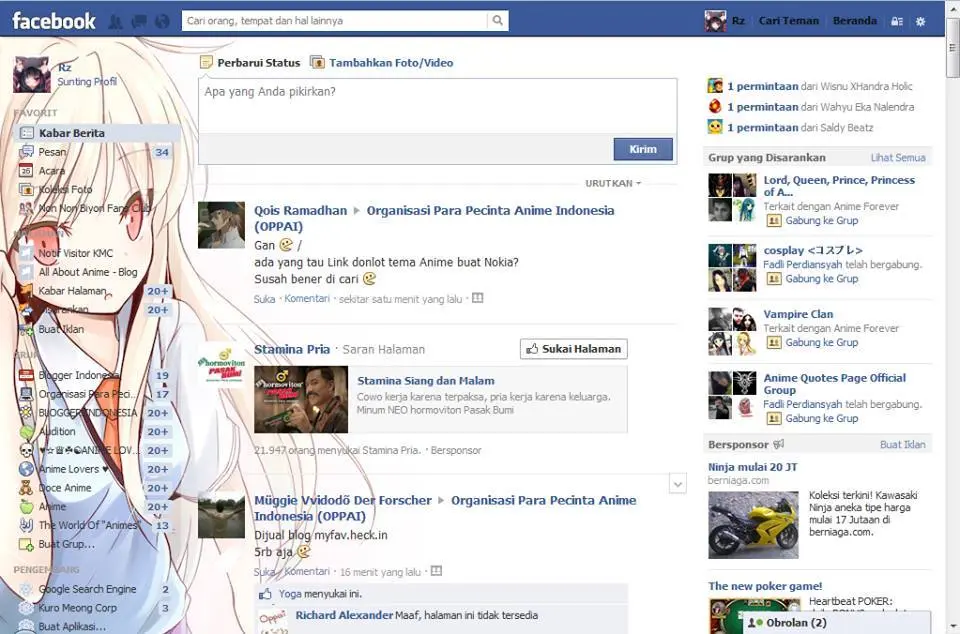 facebook
Cari orang, tempat dan hal lainnya
Rz
Cari Teman
Beranda
Rz
Sunting Profil
FAVORIT
Kabar Berita
Pesan 34
Acara
Koleksi Foto
Non Non Biyori Fans Club
Notif Visitor KMC
All About Anime - Blog
Kabar Halaman 20+
20+
Buat Iklan
Blogger Indonesia 19
Organisasi Para Peci... 17
BLOGGER INDONESIA 20+
Audition 20+
ANIME LOV... 20+
Anime Lovers ♥ 20+
Doce Anime 20+
Anime 20+
The World Of "Animes" 13
Buat Grup...
PENGEMBANG
Google Search Engine 2
Kuro Meong Corp 3
Buat Aplikasi...
Perbarui Status
Tambahkan Foto/Video
Apa yang Anda pikirkan?
Kirim
URUTKAN
Qois Ramadhan ▸ Organisasi Para Pecinta Anime Indonesia
(OPPAI)
Gan /
ada yang tau Link donlot tema Anime buat Nokia?
Susah bener di cari
Suka · Komentari · sekitar satu menit yang lalu ·
Stamina Pria · Saran Halaman
Sukai Halaman
hormoviton
PASAK
BUMI
hormoviton
PASAK
BUMI
Stamina Siang dan Malam
Cowo kerja karena terpaksa, pria kerja karena keluarga.
Minum NEO hormoviton Pasak Bumi
21.947 orang menyukai Stamina Pria. · Bersponsor
Müggie Vvidodõ Der Forscher ▸ Organisasi Para Pecinta Anime
Indonesia (OPPAI)
Dijual blog myfav.heck.in
5rb aja
Suka · Komentari · 16 menit yang lalu ·
Yoga menyukai ini.
Richard Alexander Maaf, halaman ini tidak tersedia
Oppai
1 permintaan dari Wisnu XHandra Holic
1 permintaan dari Wahyu Eka Nalendra
1 permintaan dari Saldy Beatz
Grup yang Disarankan
Lihat Semua
Lord, Queen, Prince, Princess
of A...
Terkait dengan Anime Forever
Gabung ke Grup
cosplay <コスプレ>
Fadli Perdiansyah telah bergabung.
Gabung ke Grup
Vampire Clan
Terkait dengan Anime Forever
Gabung ke Grup
Anime Quotes Page Official
Group
Fadli Perdiansyah telah bergabung.
Gabung ke Grup
Bersponsor
Buat Iklan
Ninja mulai 20 JT
berniaga.com
Koleksi terkini! Kawasaki
Ninja aneka tipe harga
mulai 17 Jutaan di
berniaga.com.
The new poker game!
Heartbeat POKER:
Obrolan (2)